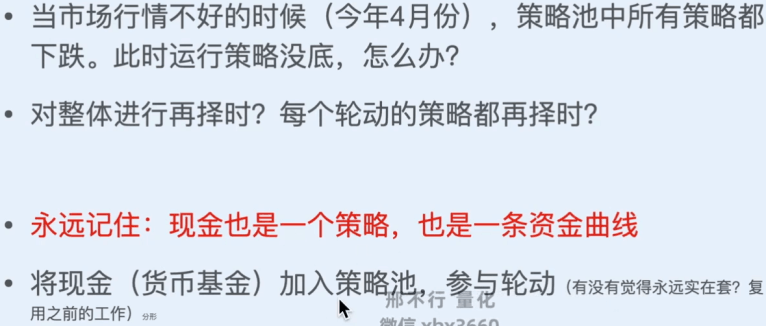 • 当市场行情不好的时候（今年4月份），策略池中所有策略都
下跌。此时运行策略没底，怎么办？
• 对整体进行再择时？每个轮动的策略都再择时？
• 永远记住：现金也是一个策略，也是一条资金曲线
• 将现金（货币基金）加入策略池，参与轮动（有没有觉得永远实在套？复
用之前的工作）分形
邢不行 量化
微信 xbx3660